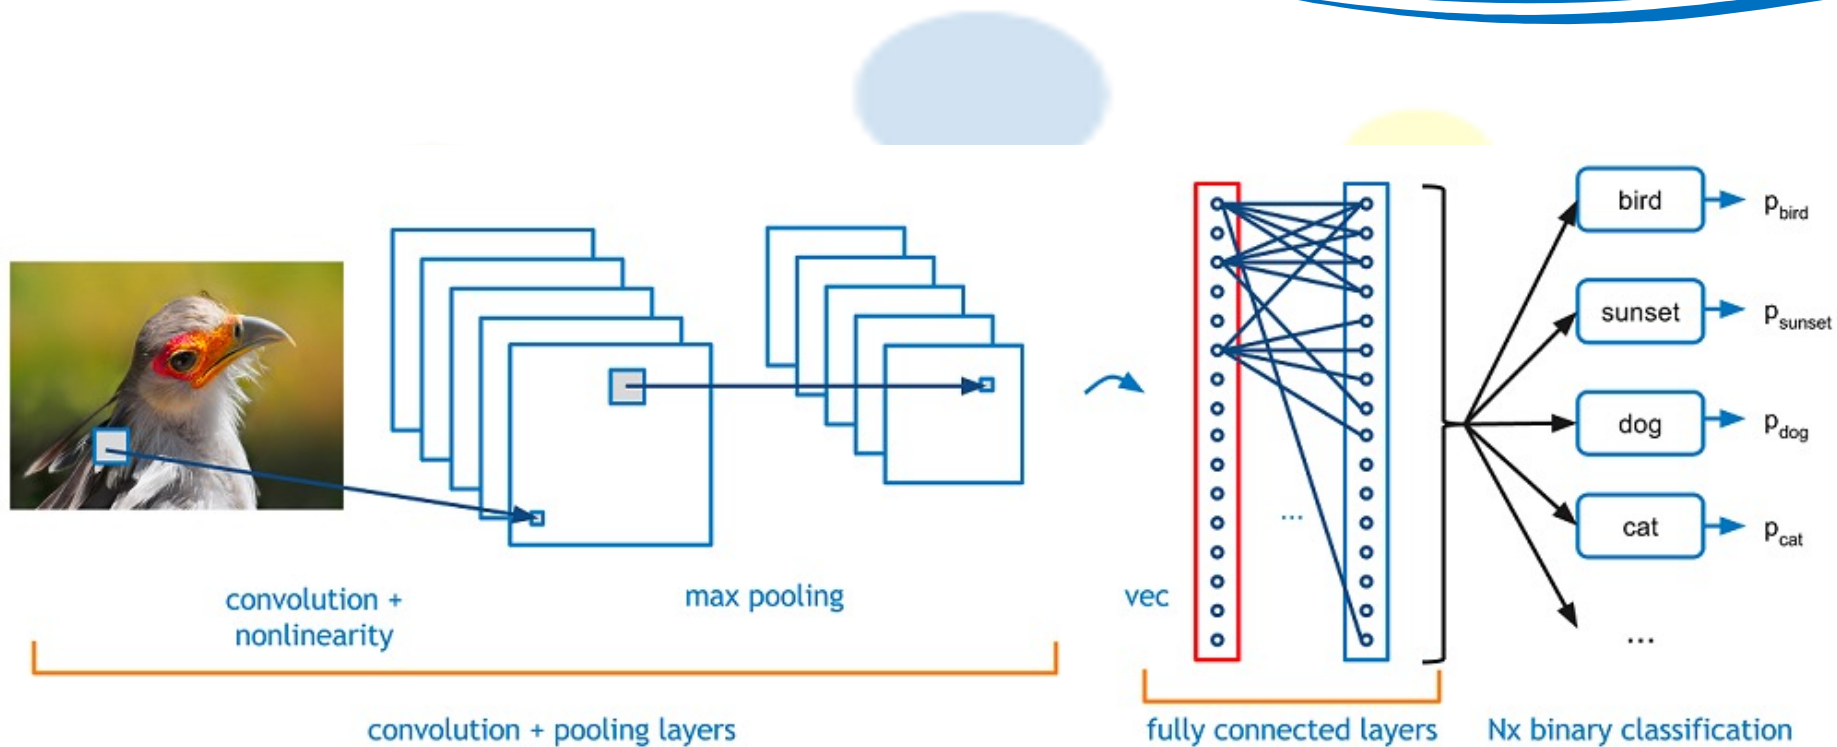 convolution +
nonlinearity
max pooling
vec
...
bird
p_bird
sunset
p_sunset
dog
p_dog
cat
p_cat
...
convolution + pooling layers
fully connected layers
Nx binary classification